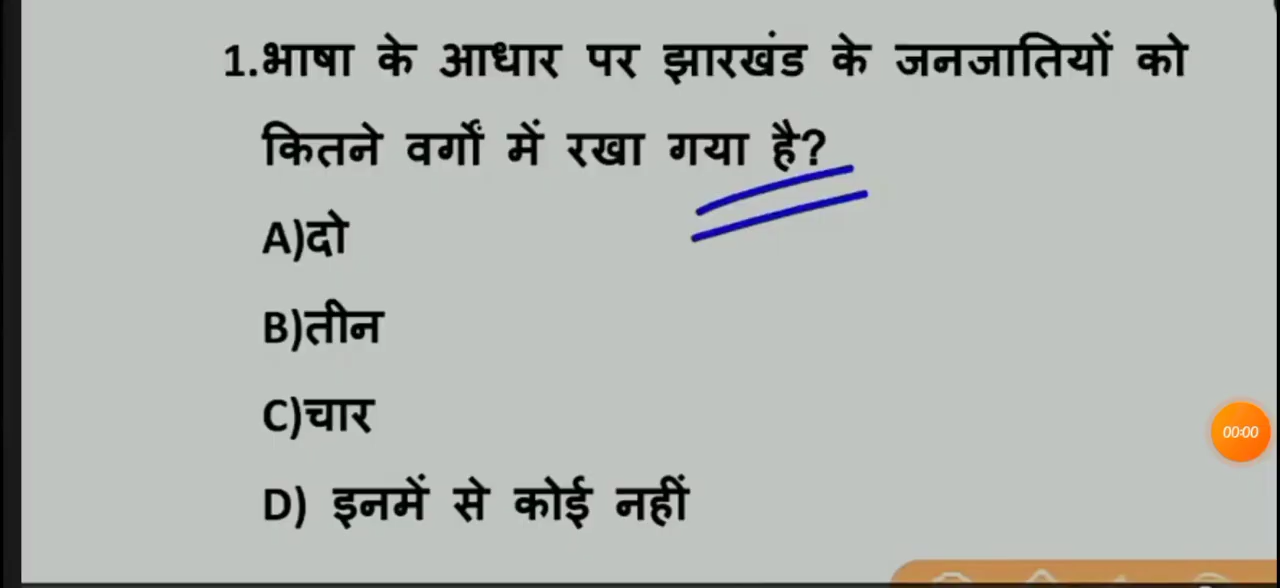 1.भाषा के आधार पर झारखंड के जनजातियों को
कितने वर्गों में रखा गया है?
A)दो
B)तीन
C)चार
D) इनमें से कोई नहीं
00:00